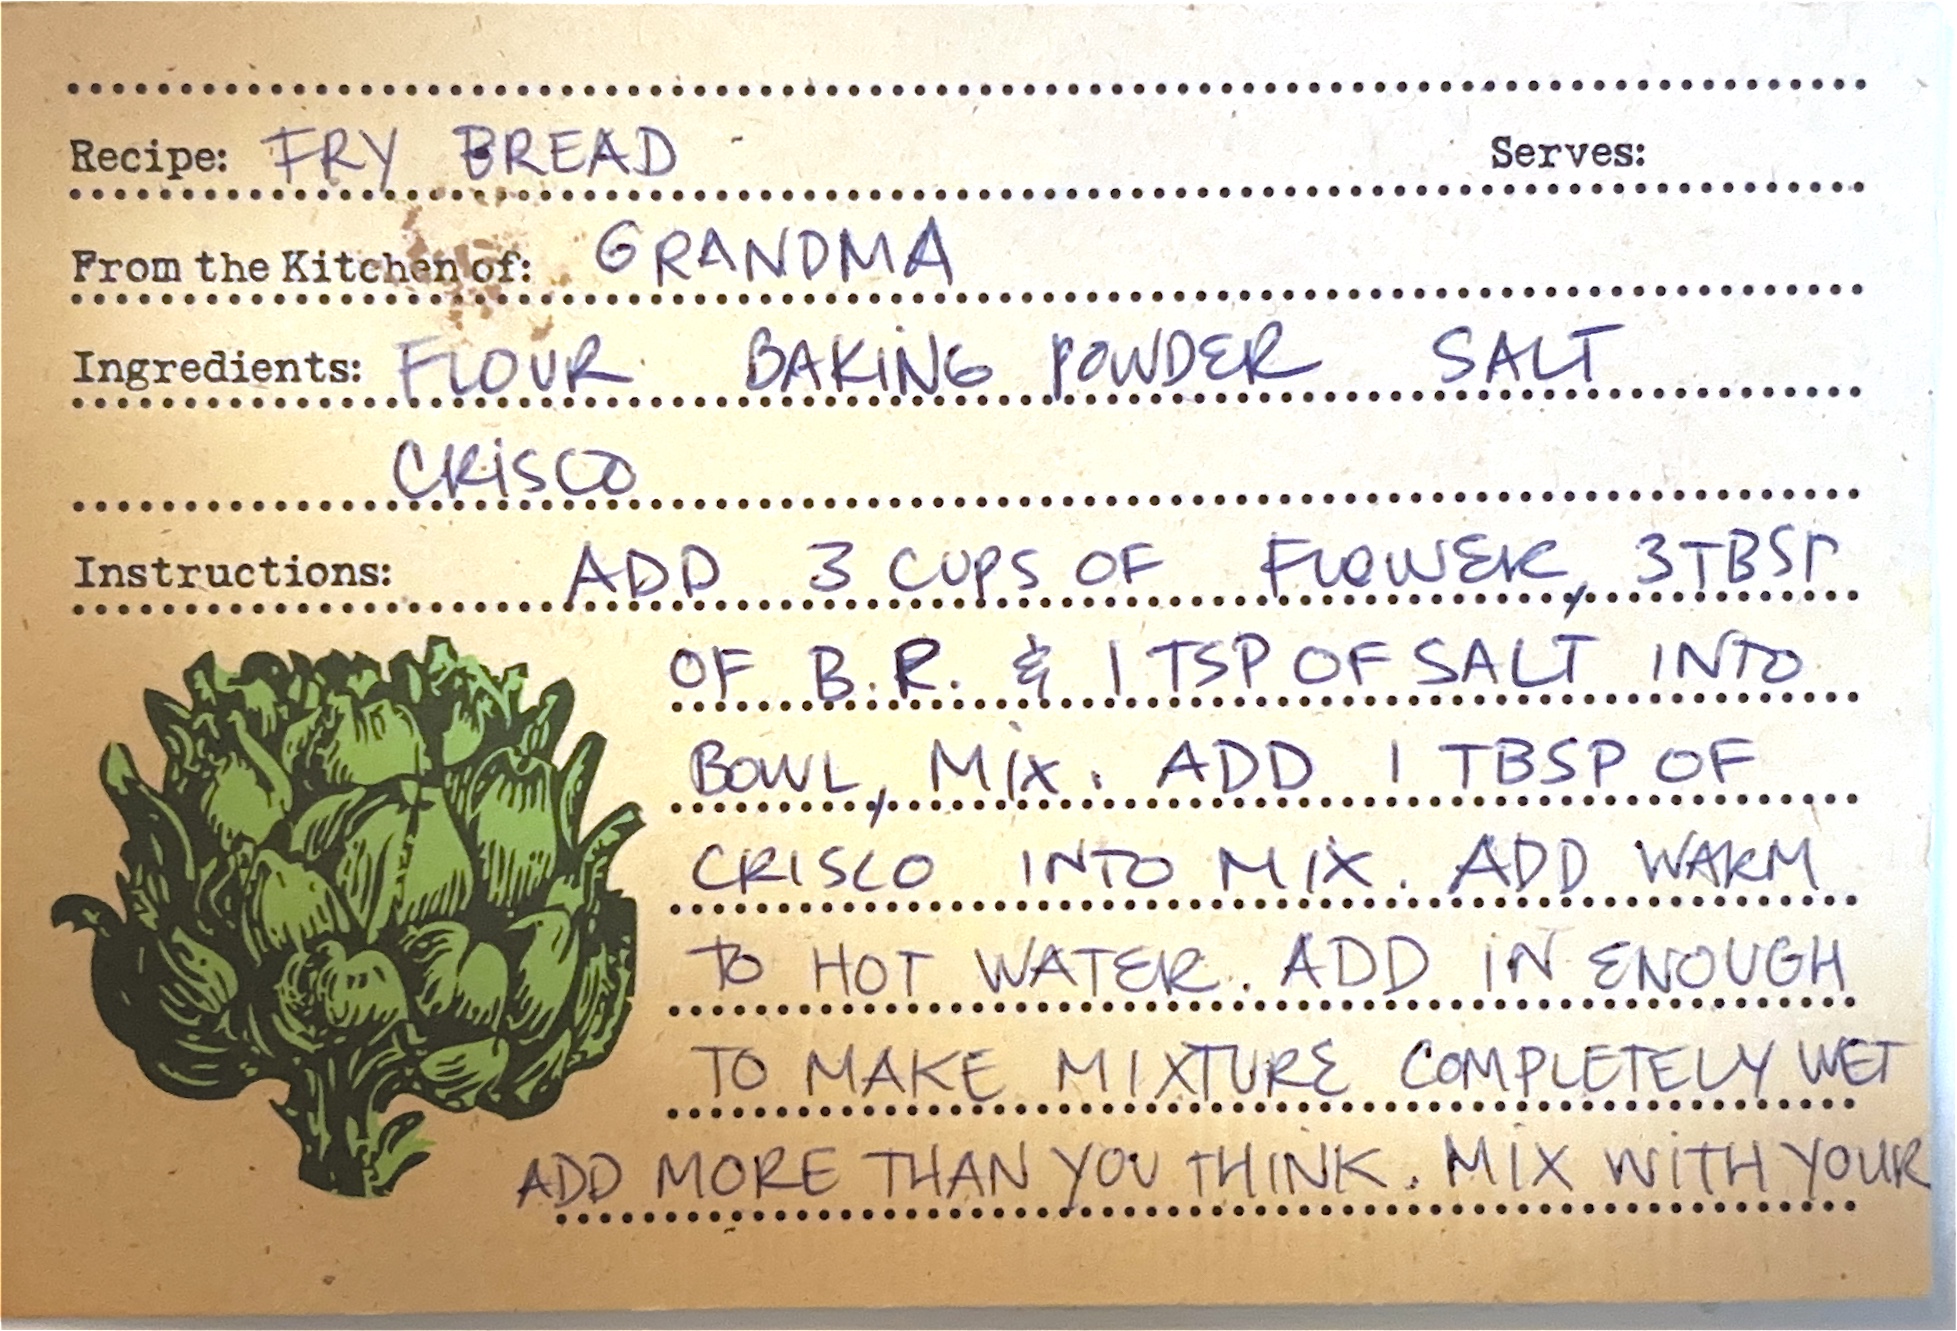 Recipe: FRY BREAD Serves:
From the Kitchen of: GRANDMA
Ingredients: FLOUR BAKING POWDER SALT
CRISCO
Instructions: ADD 3 CUPS OF FLOWER, 3 TBSP
OF B.R. & 1 TSP OF SALT INTO
BOWL, MIX. ADD 1 TBSP OF
CRISCO INTO MIX. ADD WARM
TO HOT WATER. ADD IN ENOUGH
TO MAKE MIXTURE COMPLETELY WET
ADD MORE THAN YOU THINK. MIX WITH YOUR